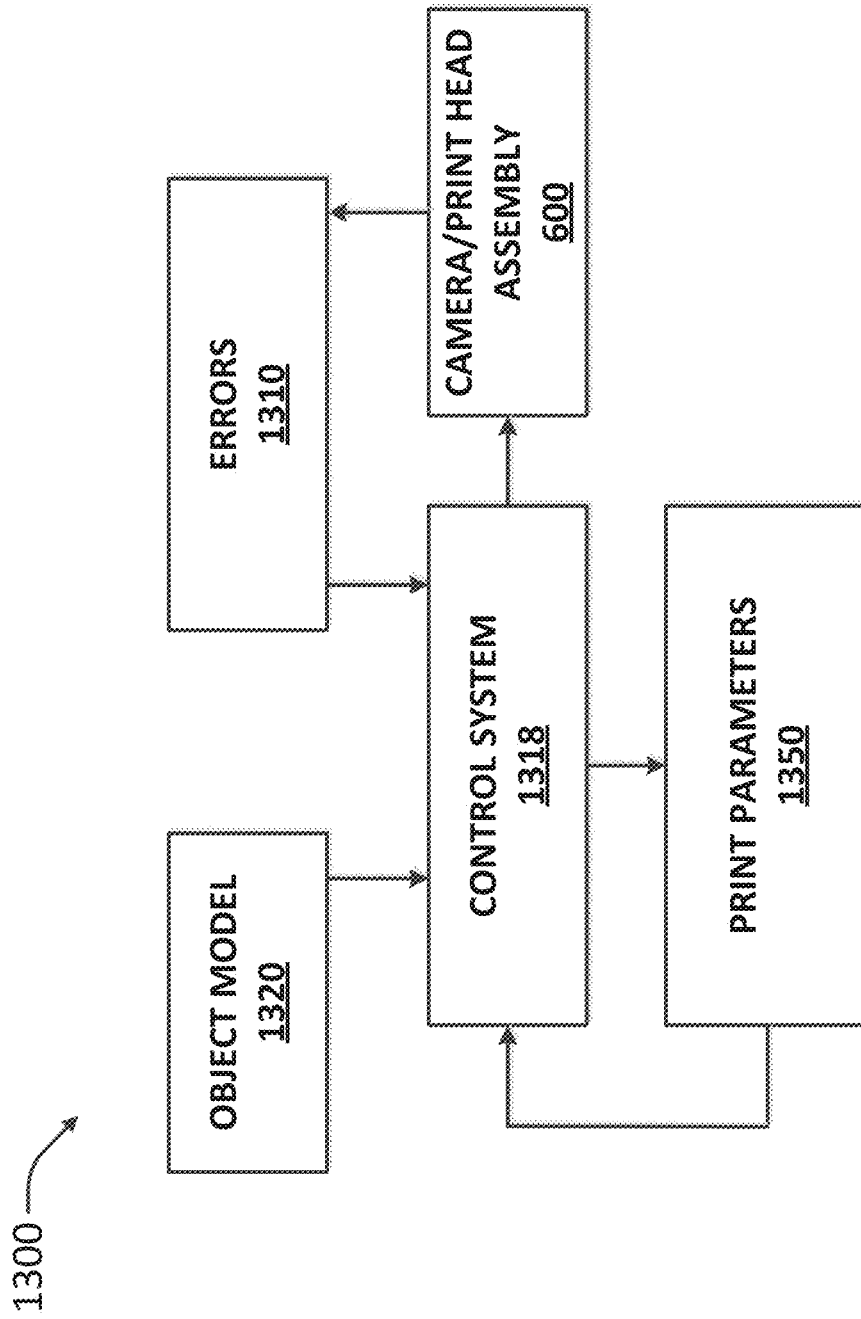 1300
OBJECT MODEL
1320
ERRORS
1310
CONTROL SYSTEM
1318
CAMERA/PRINT HEAD
ASSEMBLY
600
PRINT PARAMETERS
1350